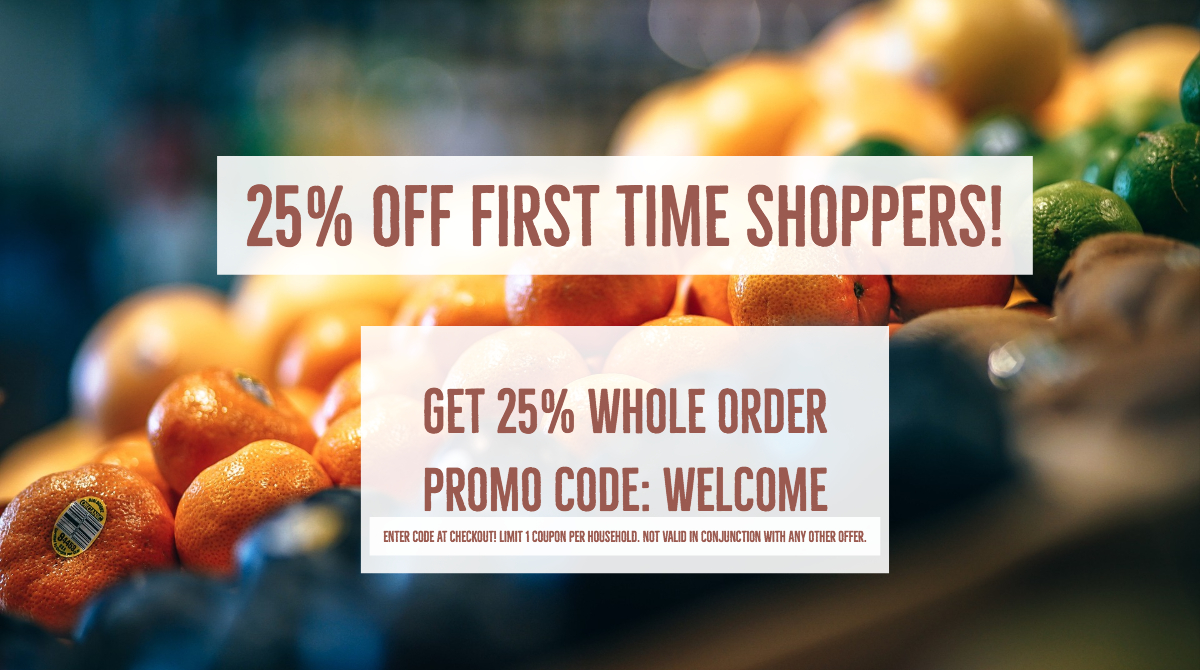 25% OFF FIRST TIME SHOPPERS!
GET 25% WHOLE ORDER
PROMO CODE: WELCOME
ENTER CODE AT CHECKOUT! LIMIT 1 COUPON PER HOUSEHOLD. NOT VALID IN CONJUNCTION WITH ANY OTHER OFFER.